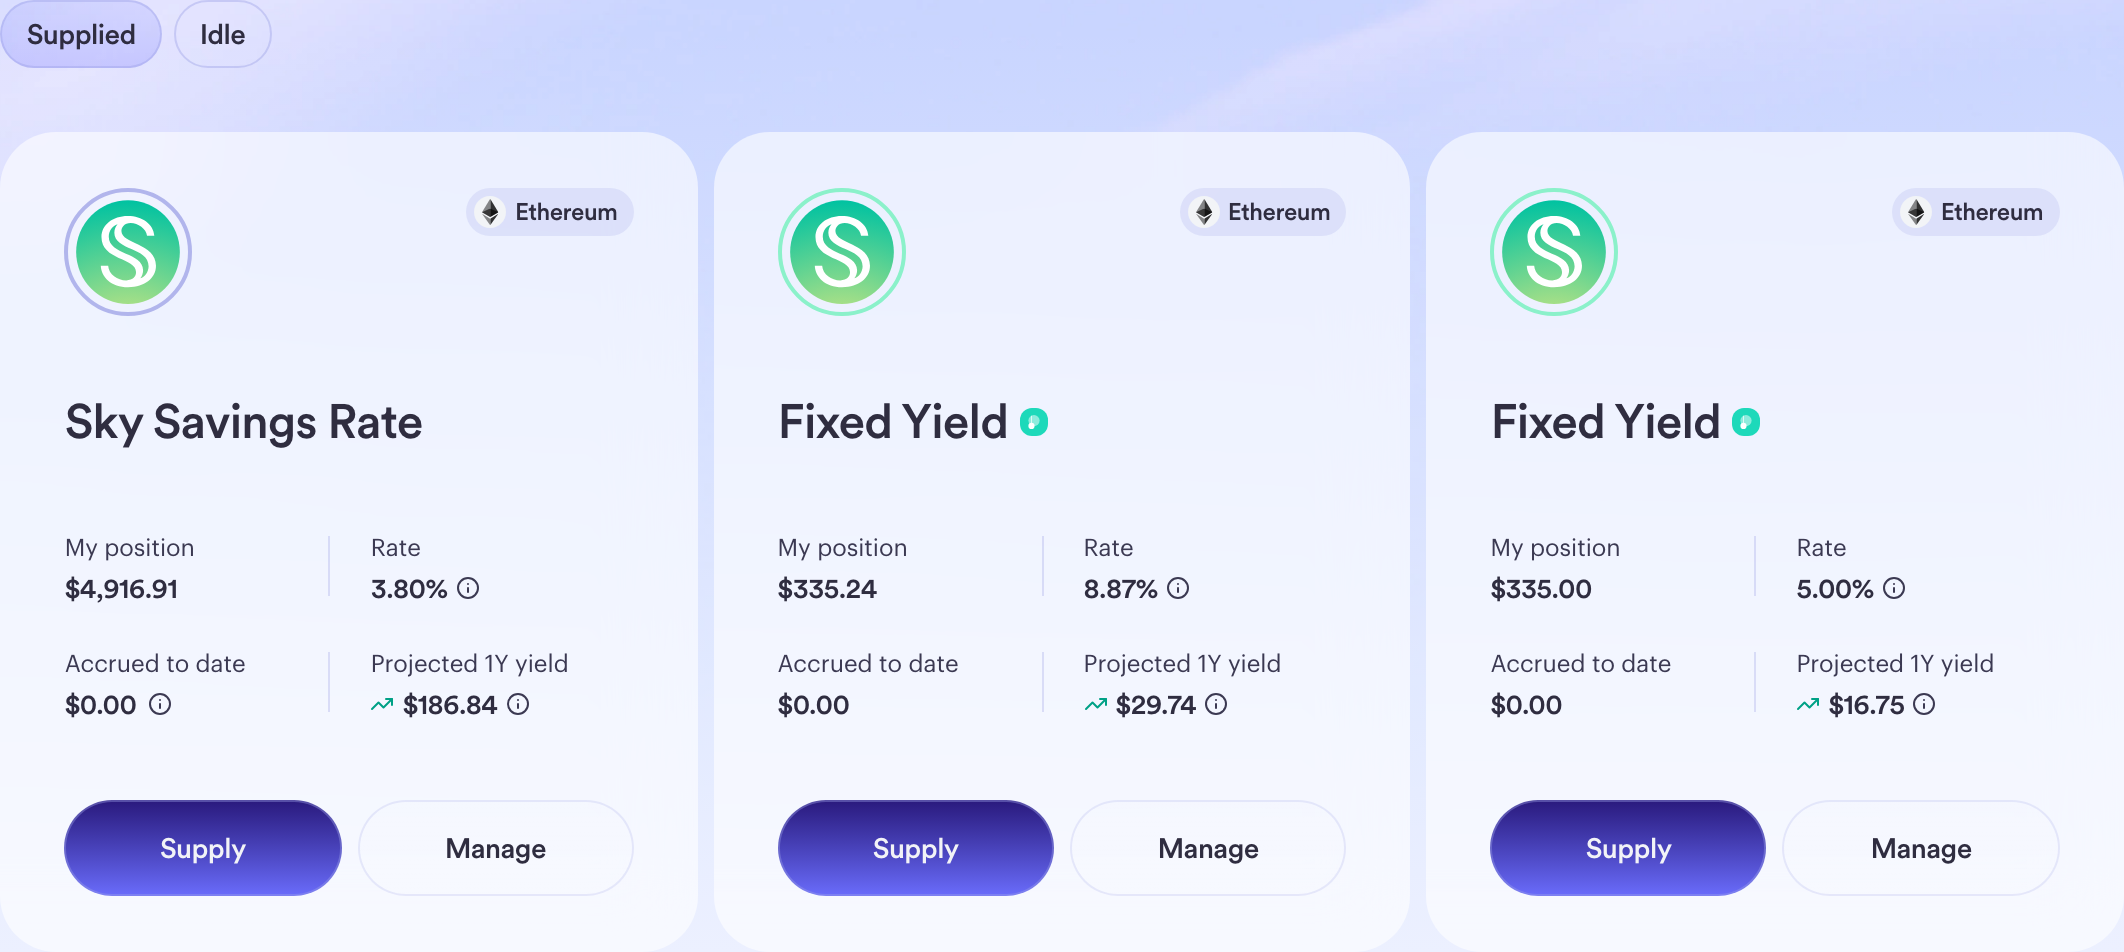 Supplied
Idle
Ethereum
Sky Savings Rate
My position
Rate
$4,916.91
3.80%
Accrued to date
Projected 1Y yield
$0.00
$186.84
Supply
Manage
Ethereum
Fixed Yield
My position
Rate
$335.24
8.87%
Accrued to date
Projected 1Y yield
$0.00
$29.74
Supply
Manage
Ethereum
Fixed Yield
My position
Rate
$335.00
5.00%
Accrued to date
Projected 1Y yield
$0.00
$16.75
Supply
Manage